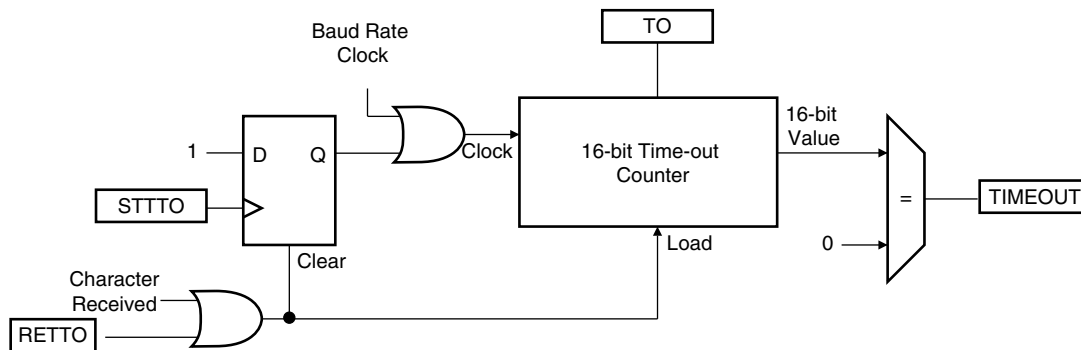 TO
Baud Rate
Clock
16-bit
Value
1
D
Q
Clock
16-bit Time-out
Counter
STTTO
=
TIMEOUT
0
Load
Clear
Character
Received
RETTO